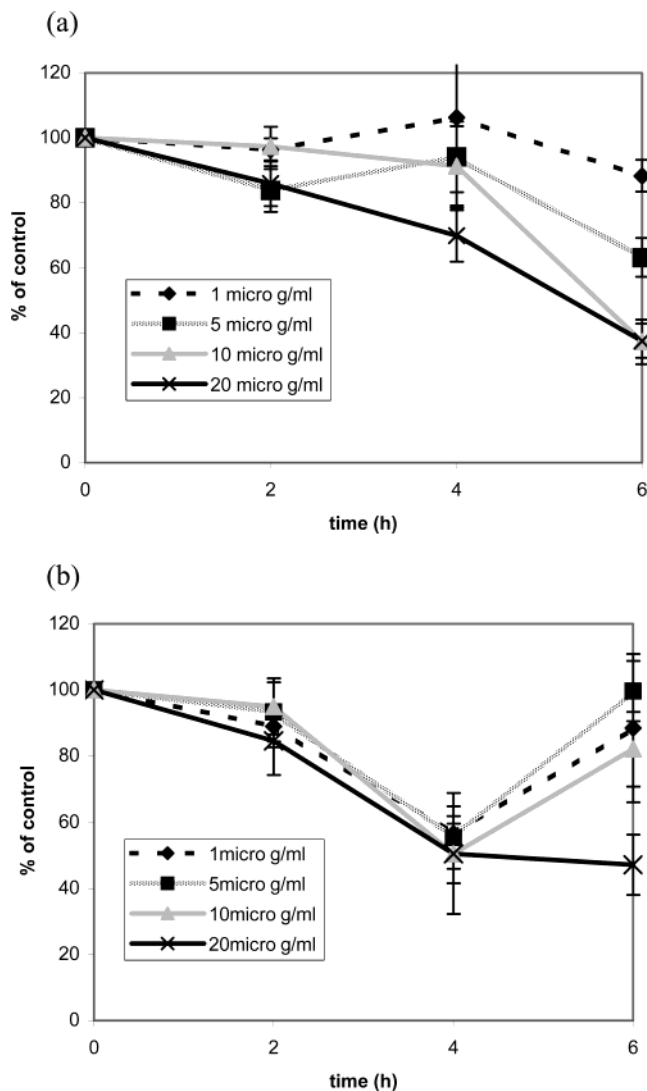 (a)
120
100
80
60
40
20
0
% of control
1 micro g/ml
5 micro g/ml
10 micro g/ml
20 micro g/ml
0 2 4 6
time (h)
(b)
120
100
80
60
40
20
0
% of control
1micro g/ml
5micro g/ml
10micro g/ml
20micro g/ml
0 2 4 6
time (h)